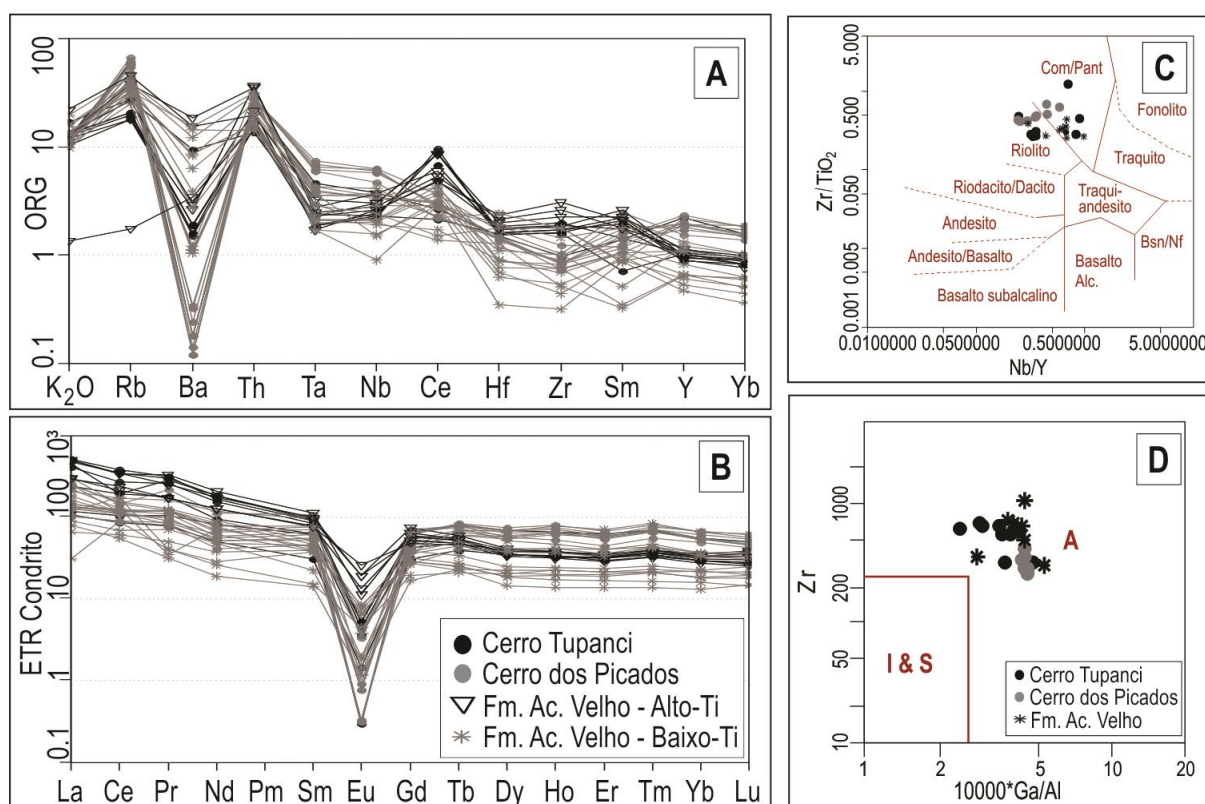 A
100
10
1
0.1
ORG
K₂O Rb Ba Th Ta Nb Ce Hf Zr Sm Y Yb
B
10³
100
10
1
0.1
ETR Condrito
Cerro Tupanci
Cerro dos Picados
Fm. Ac. Velho - Alto-Ti
Fm. Ac. Velho - Baixo-Ti
La Ce Pr Nd Pm Sm Eu Gd Tb Dy Ho Er Tm Yb Lu
C
5.000
0.500
0.050
0.005
0.001
Zr/TiO₂
Com/Pant
Fonolito
Riolito
Traquito
Riodacito/Dacito
Traqui-
andesito
Andesito
Bsn/Nf
Andesito/Basalto
Basalto
Alc.
Basalto subalcalino
0.0100000 0.0500000 0.5000000 5.0000000
Nb/Y
D
1000
200
50
10
Zr
A
I & S
Cerro Tupanci
Cerro dos Picados
Fm. Ac. Velho
1 2 5 10 20
10000*Ga/Al